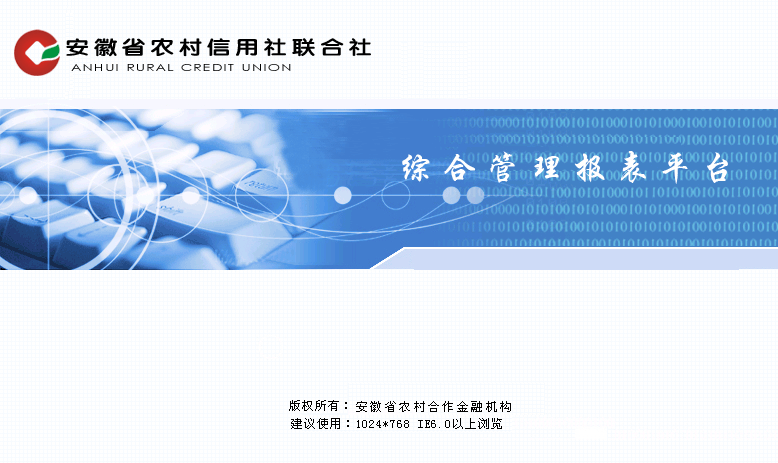 安徽省农村信用社联合社
ANHUI RURAL CREDIT UNION
综合管理报表平台
版权所有：安徽省农村合作金融机构
建议使用：1024*768 IE6.0以上浏览